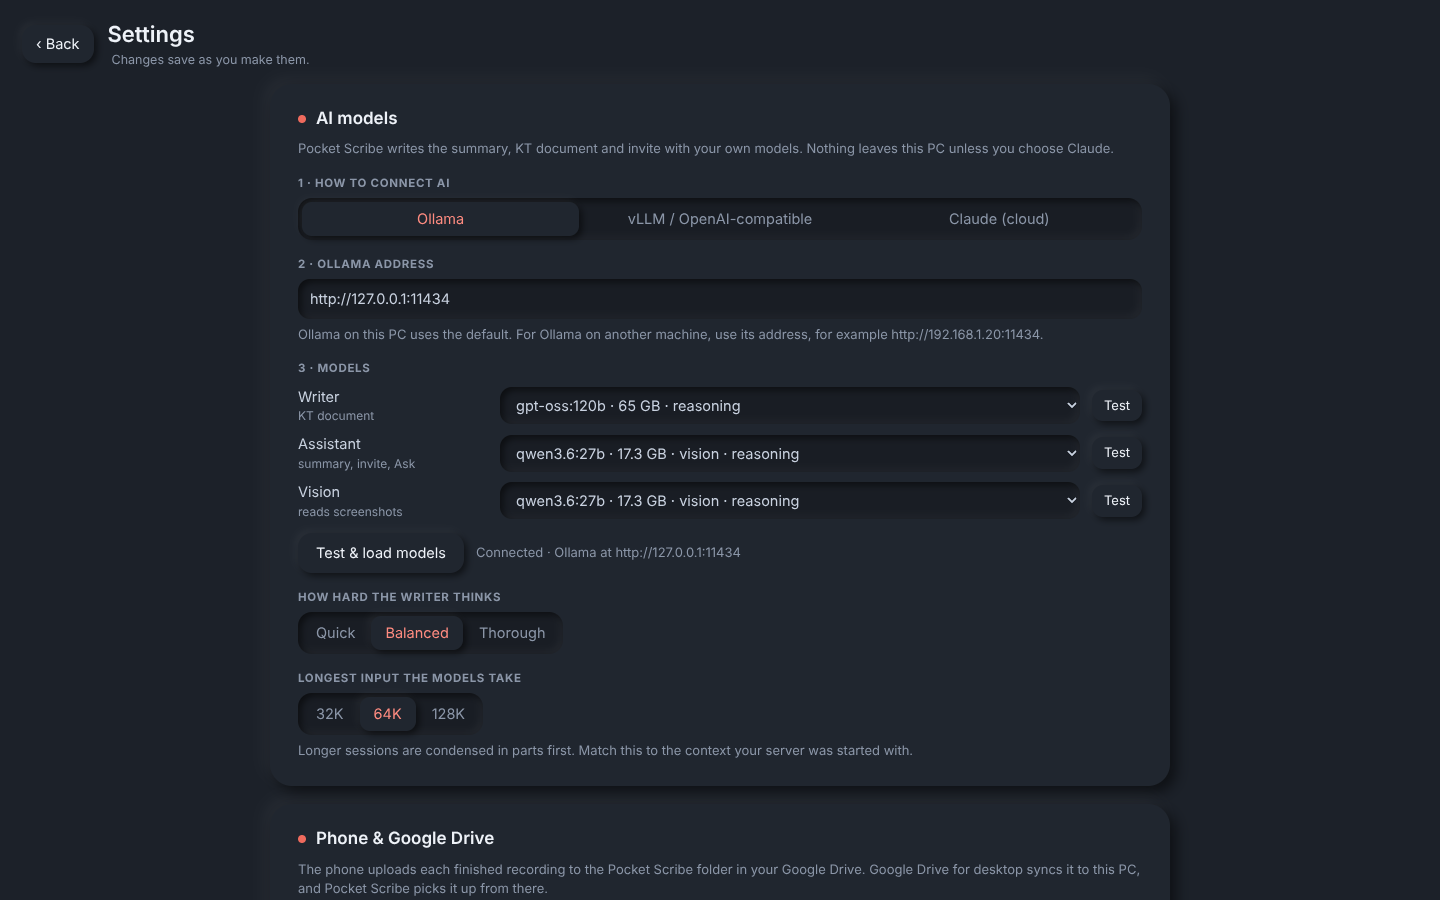 ‹ Back
Settings
Changes save as you make them.
AI models
Pocket Scribe writes the summary, KT document and invite with your own models. Nothing leaves this PC unless you choose Claude.
1 · HOW TO CONNECT AI
Ollama
vLLM / OpenAI-compatible
Claude (cloud)
2 · OLLAMA ADDRESS
http://127.0.0.1:11434
Ollama on this PC uses the default. For Ollama on another machine, use its address, for example http://192.168.1.20:11434.
3 · MODELS
Writer
KT document
gpt-oss:120b · 65 GB · reasoning
Test
Assistant
summary, invite, Ask
qwen3.6:27b · 17.3 GB · vision · reasoning
Test
Vision
reads screenshots
qwen3.6:27b · 17.3 GB · vision · reasoning
Test
Test & load models
Connected · Ollama at http://127.0.0.1:11434
HOW HARD THE WRITER THINKS
Quick
Balanced
Thorough
LONGEST INPUT THE MODELS TAKE
32K
64K
128K
Longer sessions are condensed in parts first. Match this to the context your server was started with.
Phone & Google Drive
The phone uploads each finished recording to the Pocket Scribe folder in your Google Drive. Google Drive for desktop syncs it to this PC,
and Pocket Scribe picks it up from there.